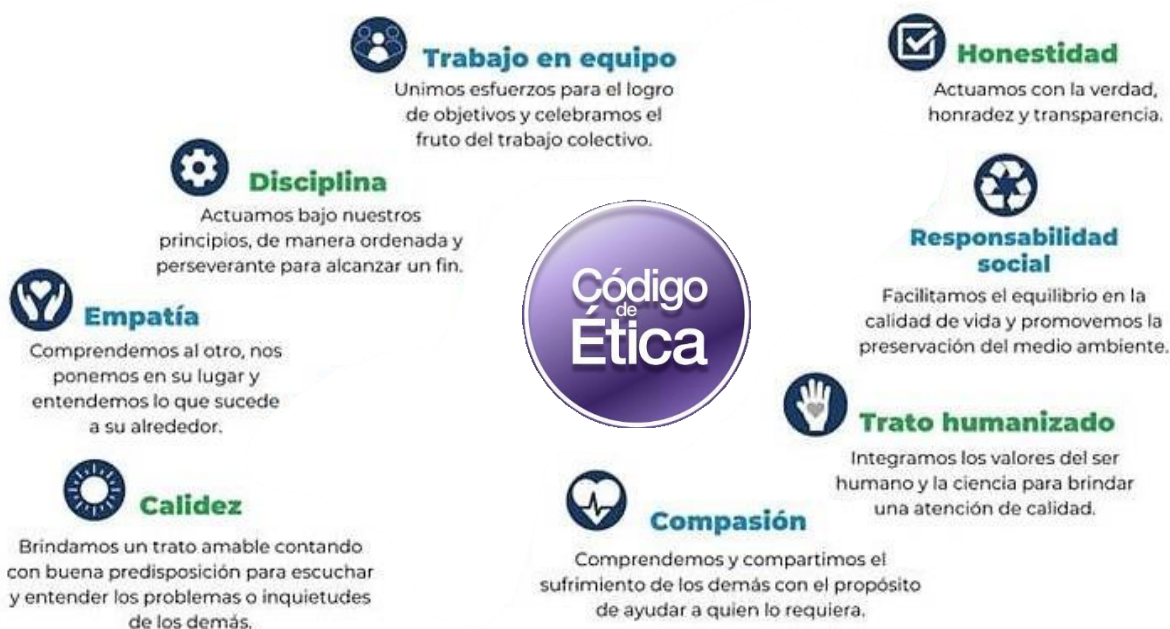 Trabajo en equipo
Unimos esfuerzos para el logro
de objetivos y celebramos el
fruto del trabajo colectivo.
Honestidad
Actuamos con la verdad,
honradez y transparencia.
Disciplina
Actuamos bajo nuestros
principios, de manera ordenada y
perseverante para alcanzar un fin.
Responsabilidad
social
Facilitamos el equilibrio en la
calidad de vida y promovemos la
preservación del medio ambiente.
Código
de
Ética
Empatía
Comprendemos al otro, nos
ponemos en su lugar y
entendemos lo que sucede
a su alrededor.
Trato humanizado
Integramos los valores del ser
humano y la ciencia para brindar
una atención de calidad.
Calidez
Brindamos un trato amable contando
con buena predisposición para escuchar
y entender los problemas o inquietudes
de los demás.
Compasión
Comprendemos y compartimos el
sufrimiento de los demás con el propósito
de ayudar a quien lo requiera.